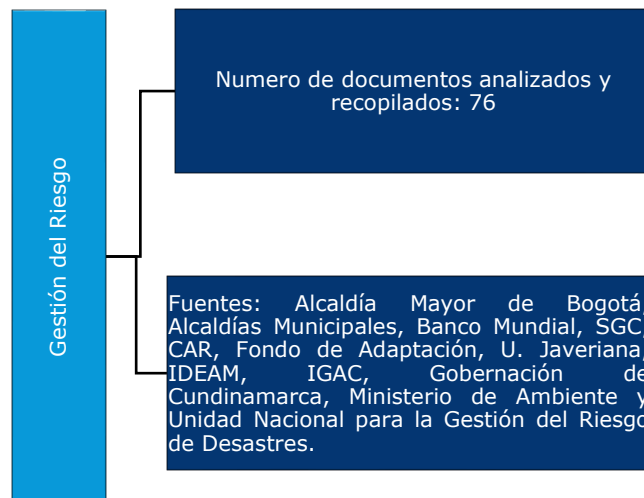 Gestión del Riesgo
Numero de documentos analizados y
recopilados: 76
Fuentes: Alcaldía Mayor de Bogotá,
Alcaldías Municipales, Banco Mundial, SGC,
CAR, Fondo de Adaptación, U. Javeriana,
IDEAM, IGAC, Gobernación de
Cundinamarca, Ministerio de Ambiente y
Unidad Nacional para la Gestión del Riesgo
de Desastres.